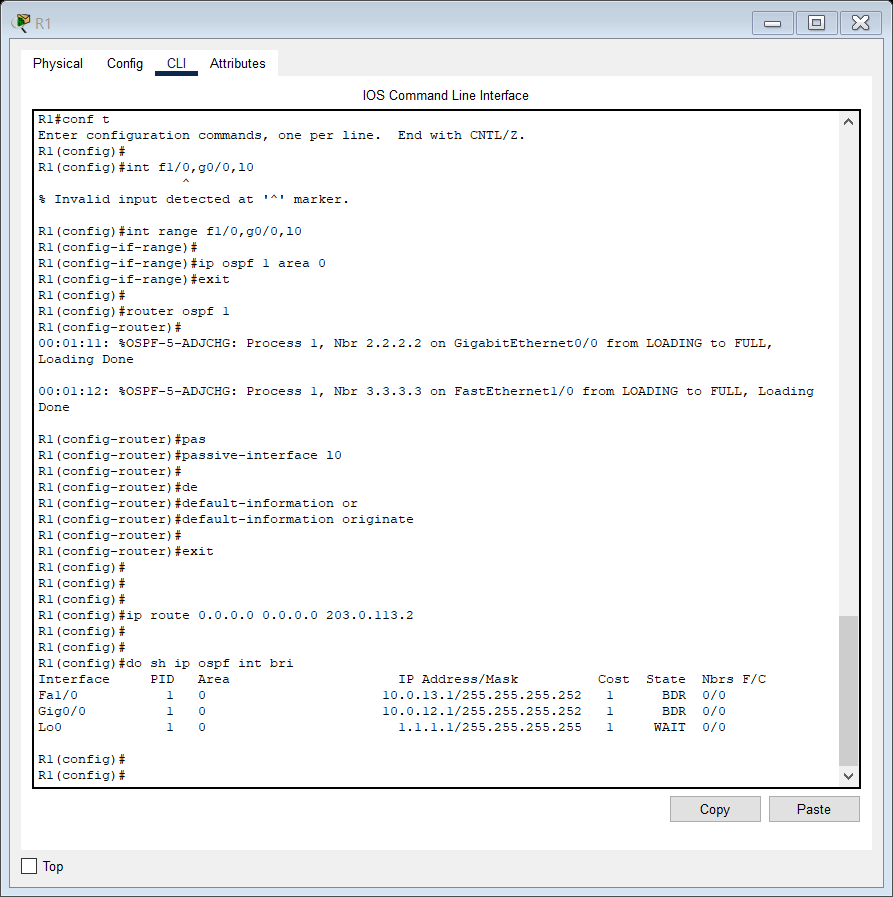 R1
Physical Config CLI Attributes
IOS Command Line Interface
R1#conf t
Enter configuration commands, one per line.  End with CNTL/Z.
R1(config)#
R1(config)#int f1/0,g0/0,l0
^
% Invalid input detected at '^' marker.
R1(config)#int range f1/0,g0/0,l0
R1(config-if-range)#
R1(config-if-range)#ip ospf 1 area 0
R1(config-if-range)#exit
R1(config)#
R1(config)#router ospf 1
R1(config-router)#
00:01:11: %OSPF-5-ADJCHG: Process 1, Nbr 2.2.2.2 on GigabitEthernet0/0 from LOADING to FULL,
Loading Done
00:01:12: %OSPF-5-ADJCHG: Process 1, Nbr 3.3.3.3 on FastEthernet1/0 from LOADING to FULL, Loading
Done
R1(config-router)#pas
R1(config-router)#passive-interface l0
R1(config-router)#
R1(config-router)#de
R1(config-router)#default-information or
R1(config-router)#default-information originate
R1(config-router)#
R1(config-router)#exit
R1(config)#
R1(config)#
R1(config)#
R1(config)#ip route 0.0.0.0 0.0.0.0 203.0.113.2
R1(config)#
R1(config)#
R1(config)#do sh ip ospf int bri
Interface PID Area IP Address/Mask Cost State Nbrs F/C
Fa1/0 1 0 10.0.13.1/255.255.255.252 1 BDR 0/0
Gig0/0 1 0 10.0.12.1/255.255.255.252 1 BDR 0/0
Lo0 1 0 1.1.1.1/255.255.255.255 1 WAIT 0/0
R1(config)#
R1(config)#
Copy Paste
Top